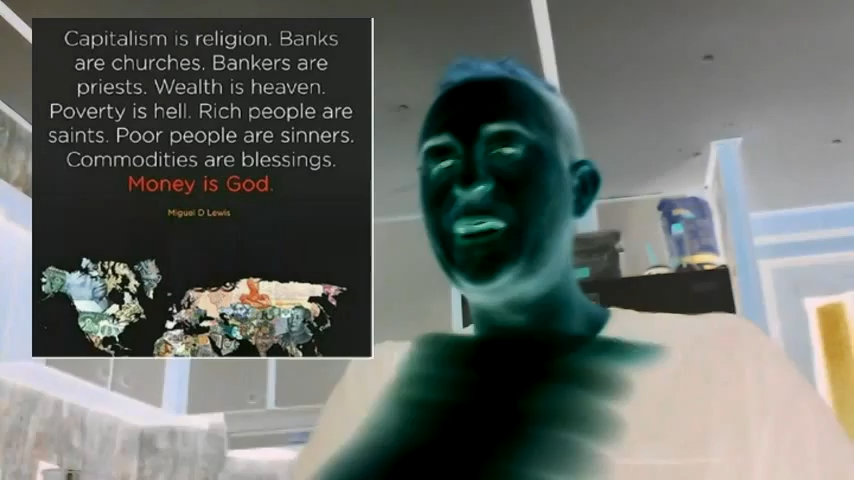 Capitalism is religion. Banks
are churches. Bankers are
priests. Wealth is heaven.
Poverty is hell. Rich people are
saints. Poor people are sinners.
Commodities are blessings.
Money is God.
Miguel D Lewis